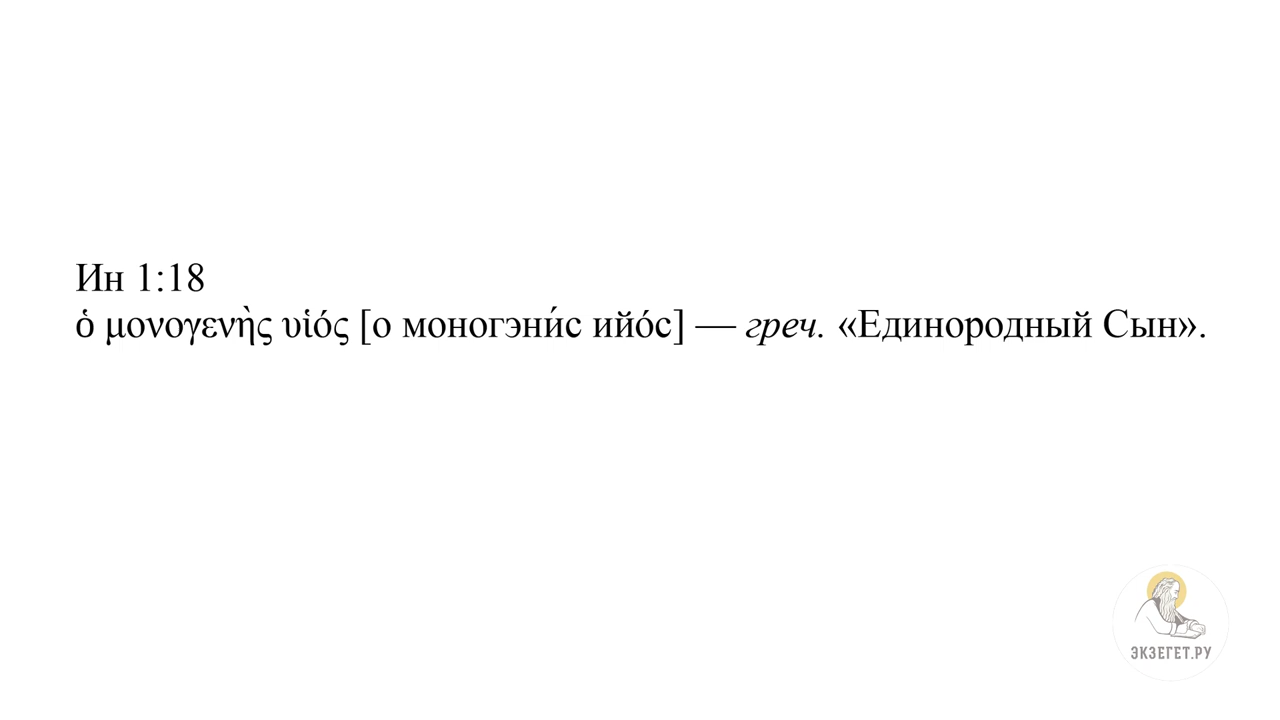 Ин 1:18
ὁ μονογενὴς υἱός [о моногэни́с ийо́с] — греч. «Единородный Сын».
ЭКЗЕГЕТ.РУ